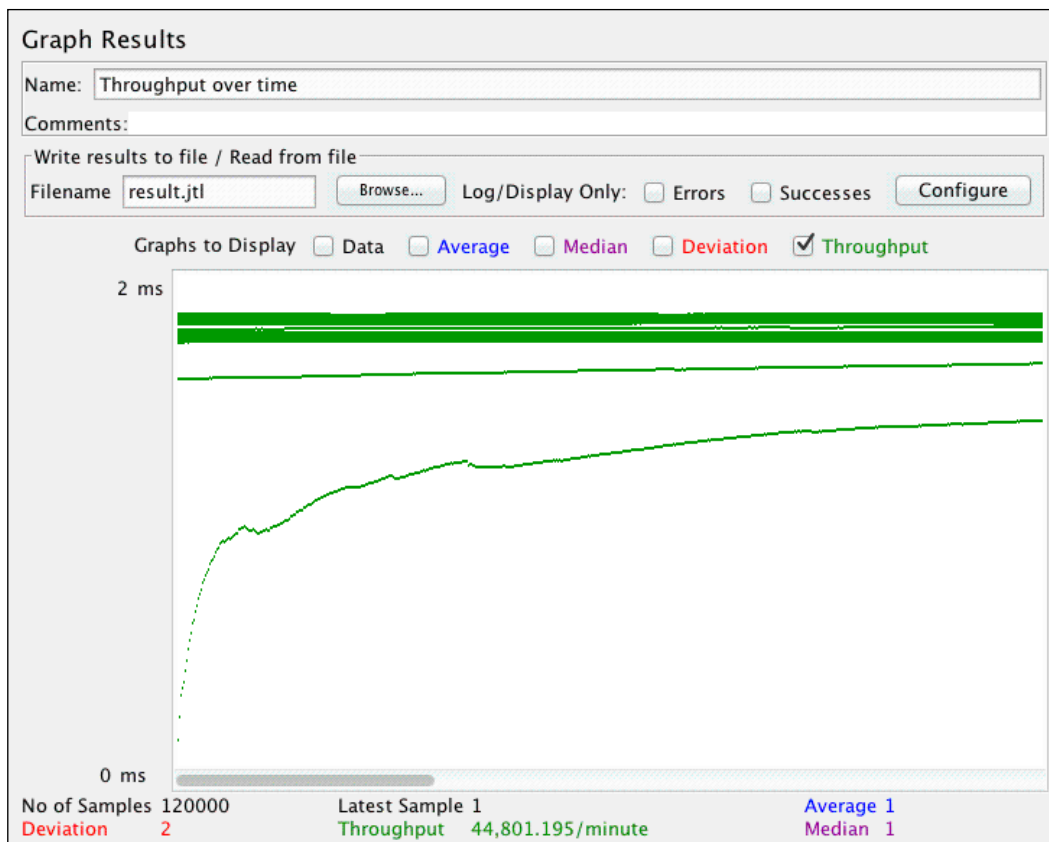 Graph Results
Name: Throughput over time
Comments:
Write results to file / Read from file
Filename result.jtl Browse... Log/Display Only: Errors Successes Configure
Graphs to Display Data Average Median Deviation Throughput
2 ms
0 ms
No of Samples 120000 Latest Sample 1 Average 1
Deviation 2 Throughput 44,801.195/minute Median 1